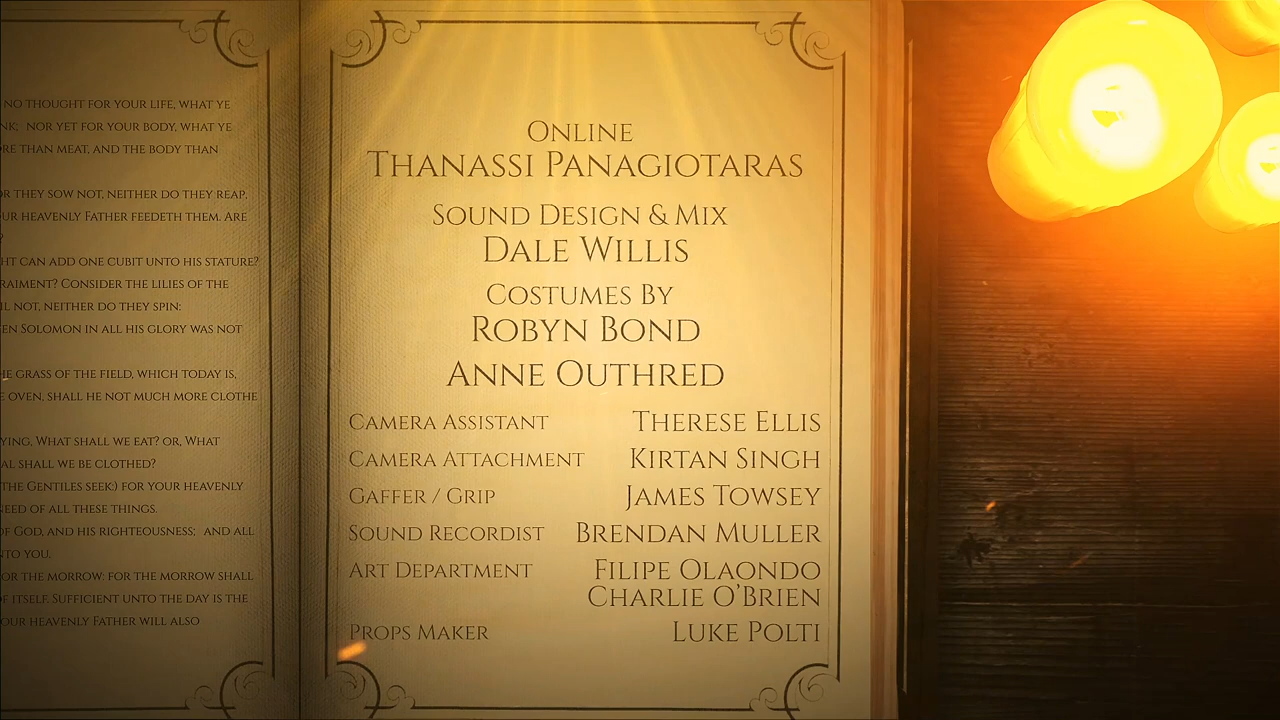 NO THOUGHT FOR YOUR LIFE, WHAT YE
NOR YET FOR YOUR BODY, WHAT YE
THAN MEAT, AND THE BODY THAN
THEY SOW NOT, NEITHER DO THEY REAP,
HEAVENLY FATHER FEEDETH THEM. ARE
?
CAN ADD ONE CUBIT UNTO HIS STATURE?
RAIMENT? CONSIDER THE LILIES OF THE
NOT, NEITHER DO THEY SPIN:
SOLOMON IN ALL HIS GLORY WAS NOT
GRASS OF THE FIELD, WHICH TODAY IS,
OVEN, SHALL HE NOT MUCH MORE CLOTHE
WHAT SHALL WE EAT? OR, WHAT
SHALL WE BE CLOTHED?
THE GENTILES SEEK:) FOR YOUR HEAVENLY
NEED OF ALL THESE THINGS.
OF GOD, AND HIS RIGHTEOUSNESS; AND ALL
YOU.
THE MORROW: FOR THE MORROW SHALL
OF ITSELF. SUFFICIENT UNTO THE DAY IS THE
HEAVENLY FATHER WILL ALSO
ONLINE
THANASSI PANAGIOTARAS
SOUND DESIGN & MIX
DALE WILLIS
COSTUMES BY
ROBYN BOND
ANNE OUTHRED
CAMERA ASSISTANT THERESE ELLIS
CAMERA ATTACHMENT KIRTAN SINGH
GAFFER / GRIP JAMES TOWSEY
SOUND RECORDIST BRENDAN MULLER
ART DEPARTMENT FILIPE OLAONDO
CHARLIE O'BRIEN
PROPS MAKER LUKE POLTI